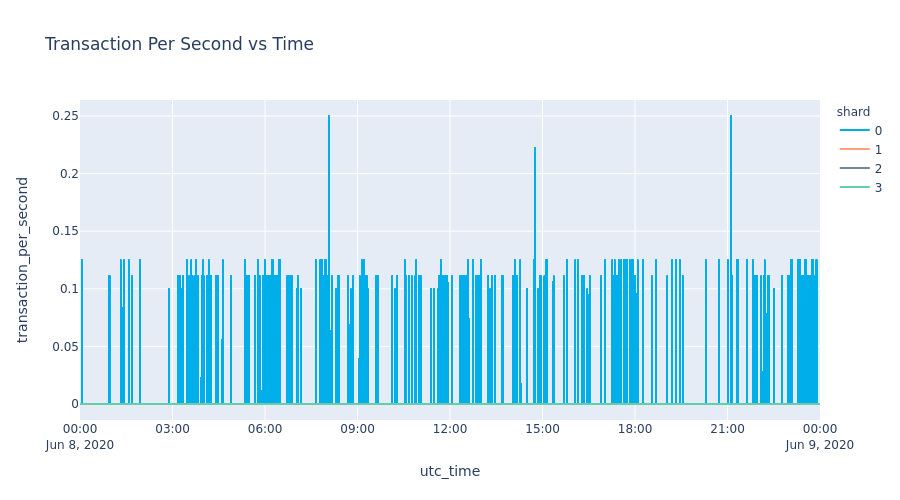 Transaction Per Second vs Time
shard
0
1
2
3
transaction_per_second
0.25
0.2
0.15
0.1
0.05
0
00:00 03:00 06:00 09:00 12:00 15:00 18:00 21:00 00:00
Jun 8, 2020 Jun 9, 2020
utc_time